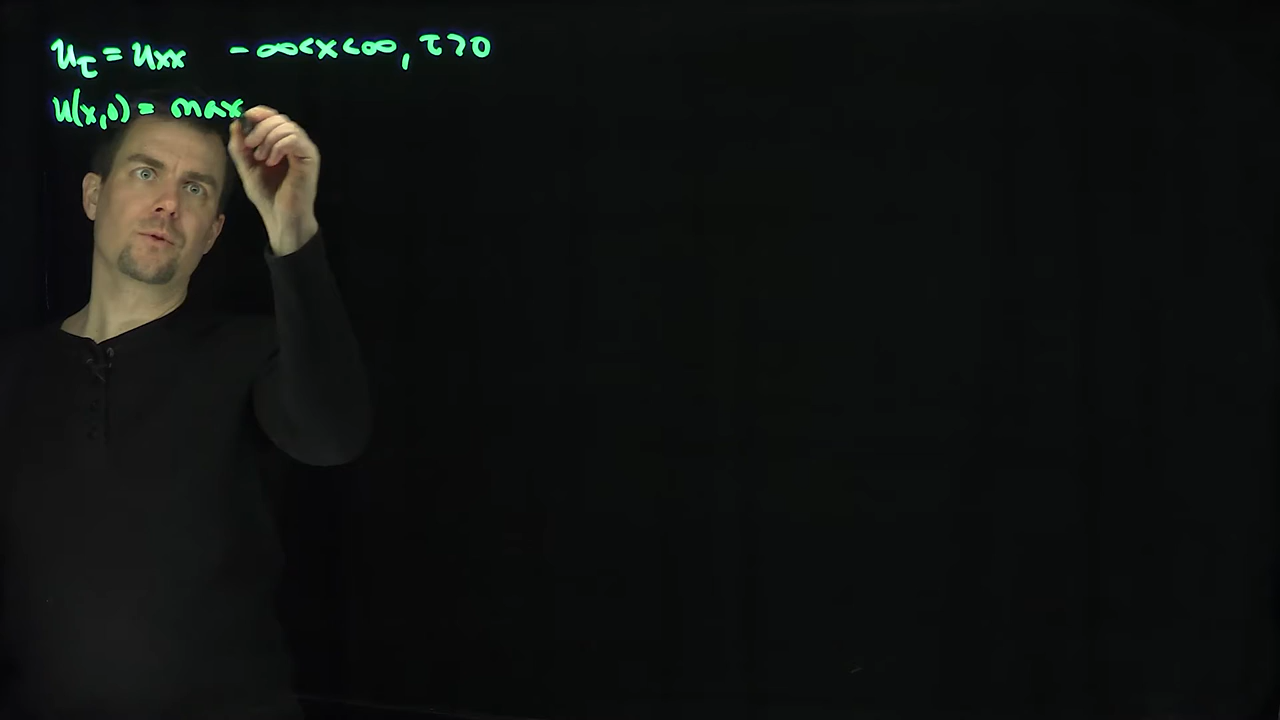 u_τ = u_xx -∞<x<∞, τ>0
u(x,0) = max